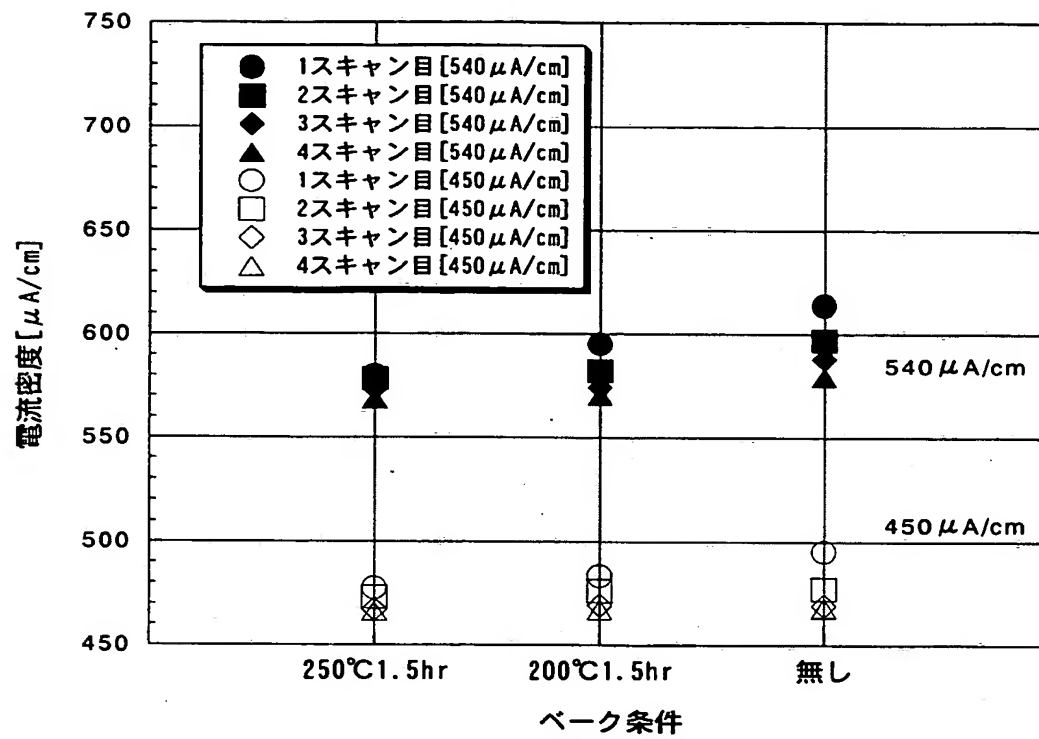 750
700
650
600
550
500
450
電流密度[μA/cm]
1スキャン目[540μA/cm]
2スキャン目[540μA/cm]
3スキャン目[540μA/cm]
4スキャン目[540μA/cm]
1スキャン目[450μA/cm]
2スキャン目[450μA/cm]
3スキャン目[450μA/cm]
4スキャン目[450μA/cm]
540μA/cm
450μA/cm
250℃1.5hr
200℃1.5hr
無し
ベーク条件